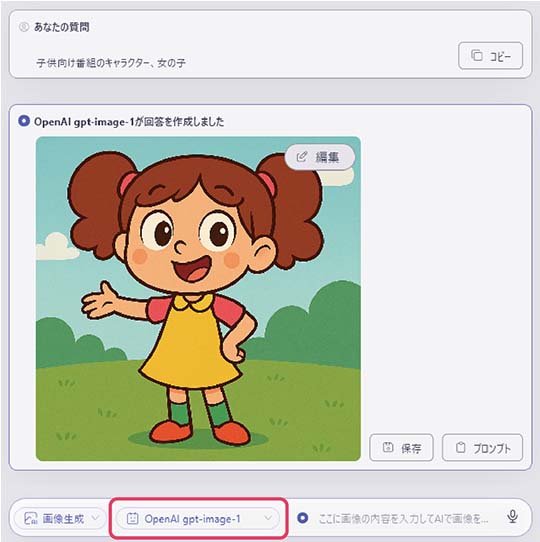 あなたの質問
子供向け番組のキャラクター、女の子
コピー
OpenAI gpt-image-1が回答を作成しました
編集
保存
プロンプト
画像生成
OpenAI gpt-image-1
ここに画像の内容を入力してAIで画像を...